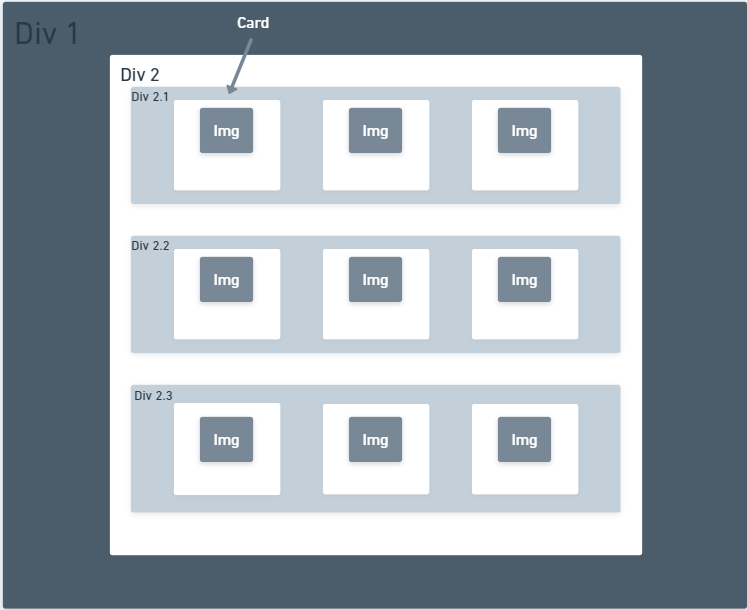 Card
Div 1
Div 2
Div 2.1
Img Img Img
Div 2.2
Img Img Img
Div 2.3
Img Img Img